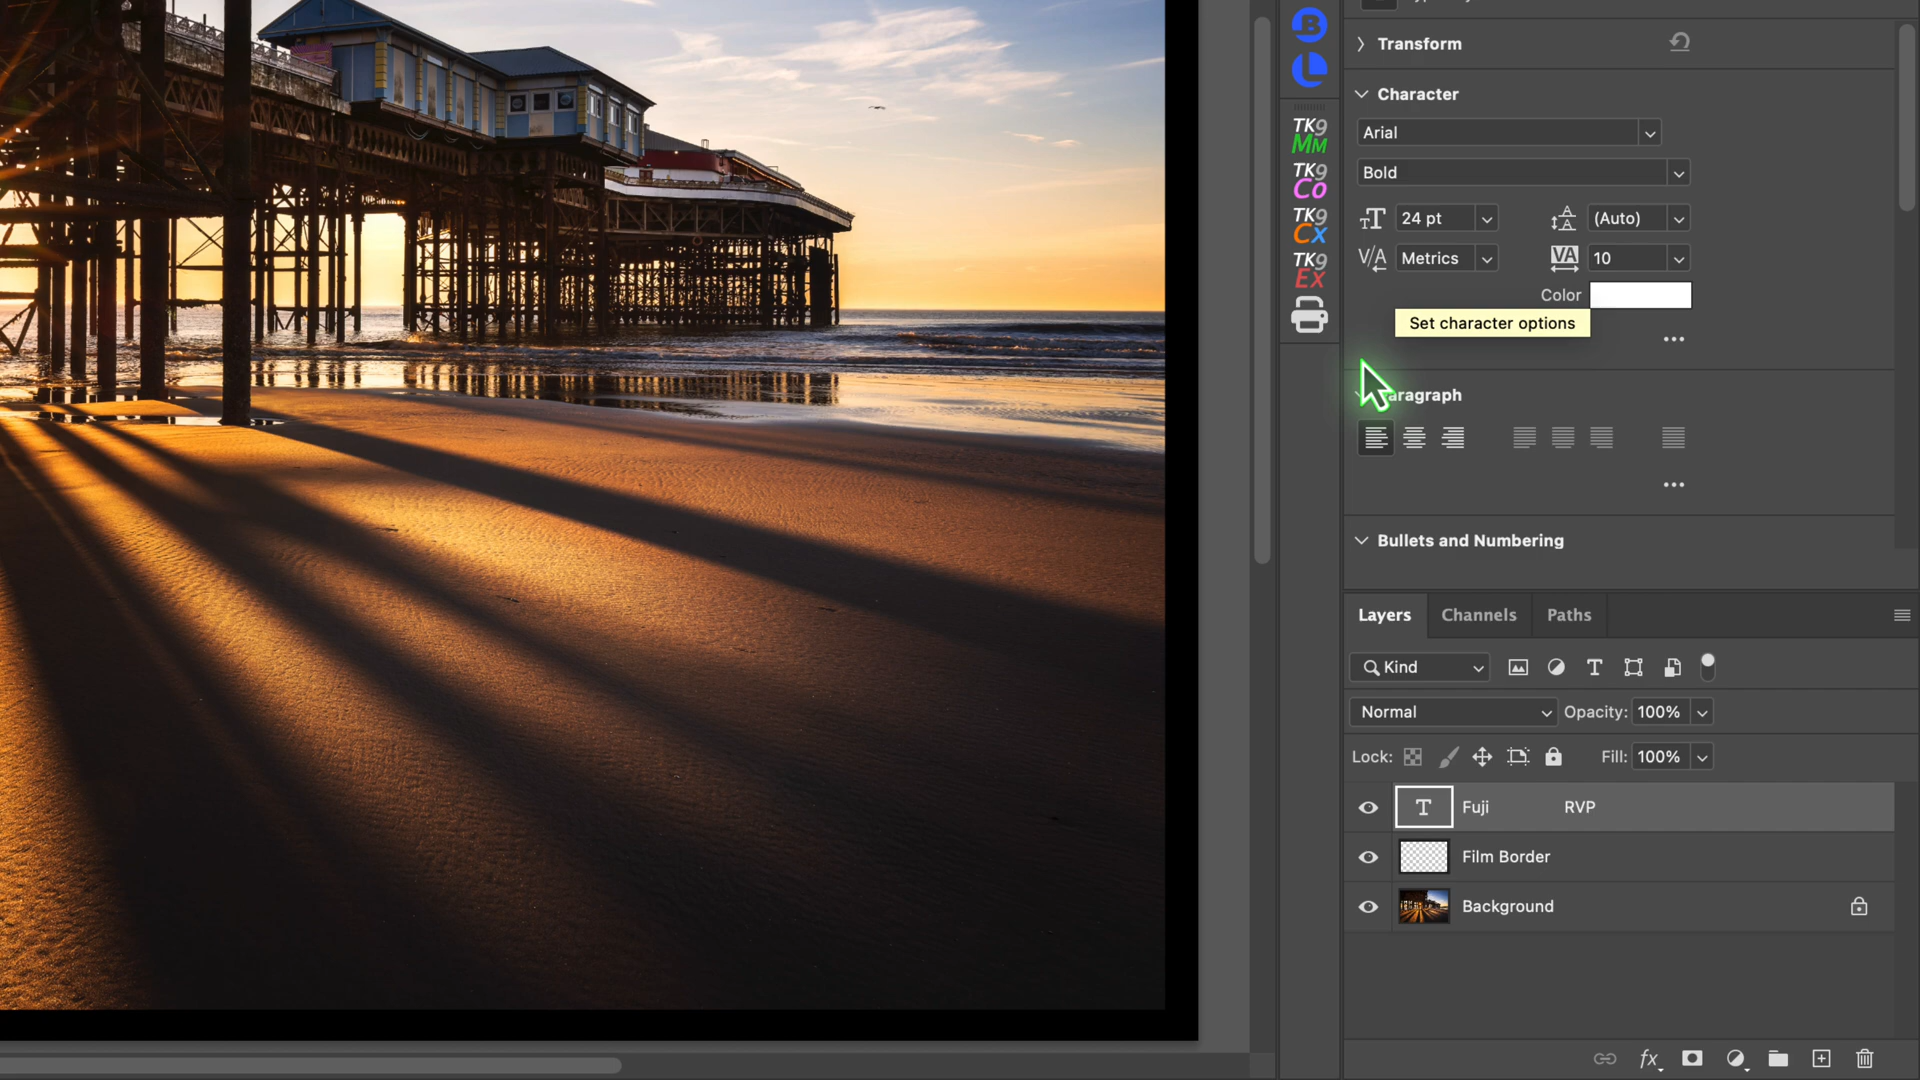 B
L
TK9
MM
TK9
Co
TK9
Cx
TK9
Ex
Transform
Character
Arial
Bold
24 pt
(Auto)
Metrics
10
Color
Set character options
aragraph
Bullets and Numbering
Layers
Channels
Paths
Kind
Normal
Opacity: 100%
Lock:
Fill: 100%
Fuji RVP
Film Border
Background
fx